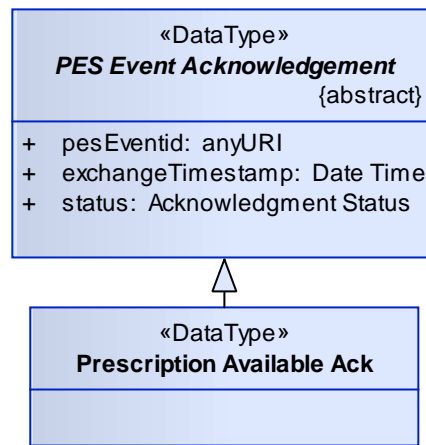 «DataType»
PES Event Acknowledgement
{abstract}
+ pesEventid: anyURI
+ exchangeTimestamp: Date Time
+ status: Acknowledgment Status
«DataType»
Prescription Available Ack